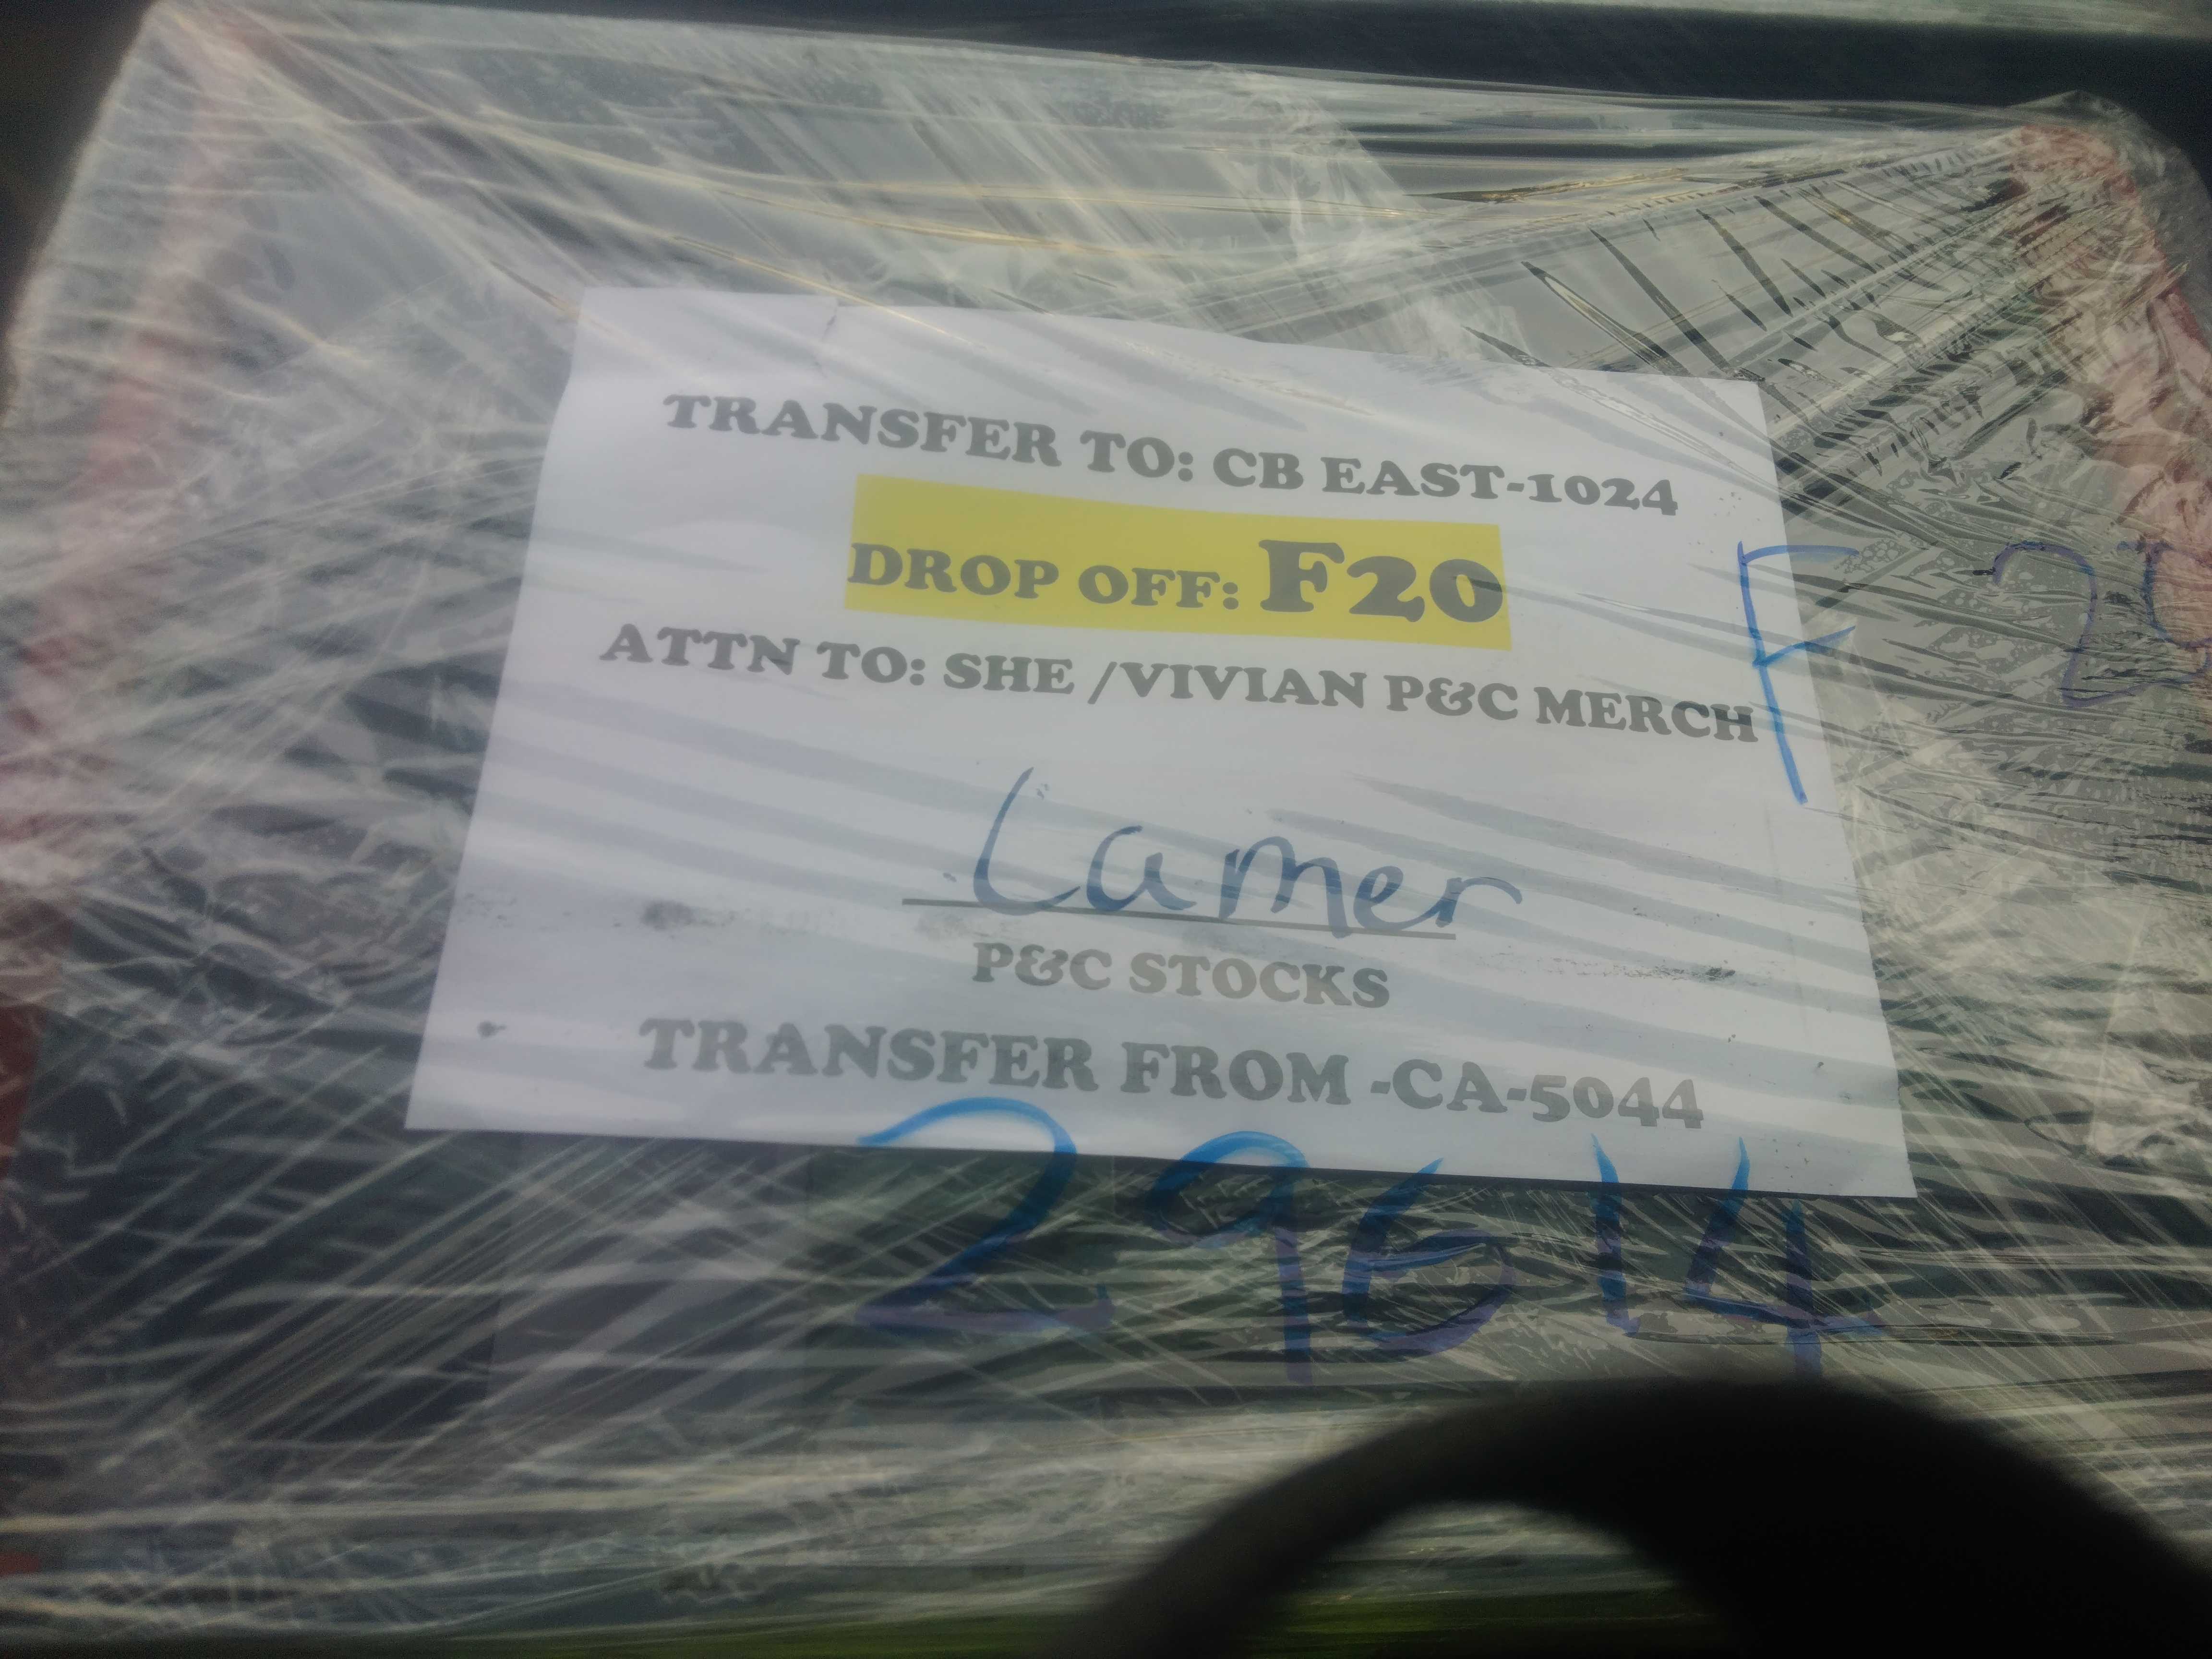 TRANSFER TO: CB EAST-1024
DROP OFF: F20
ATTN TO: SHE /VIVIAN P&C MERCH
F 20
Lamer
P&C STOCKS
TRANSFER FROM -CA-5044
29614